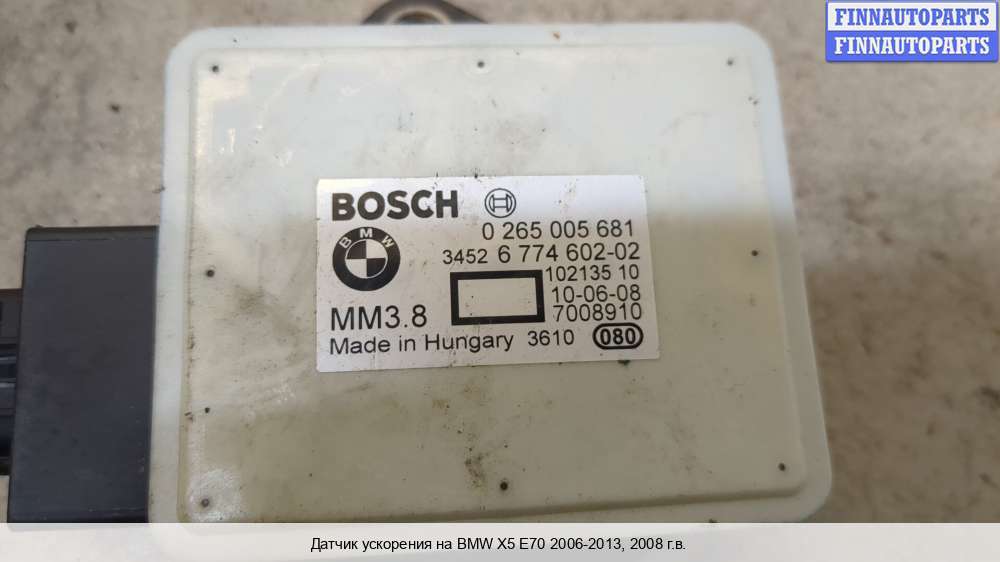 FINNAUTOPARTS
FINNAUTOPARTS
BOSCH
0 265 005 681
BMW
3452 6 774 602-02
102135 10
10-06-08
MM3.8
7008910
Made in Hungary 3610 080
Датчик ускорения на BMW X5 E70 2006-2013, 2008 г.в.